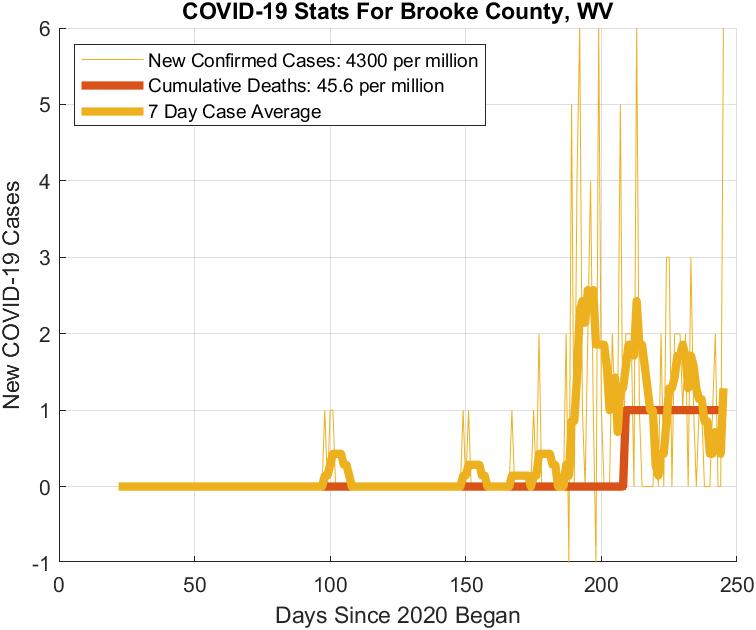 COVID-19 Stats For Brooke County, WV
New Confirmed Cases: 4300 per million
Cumulative Deaths: 45.6 per million
7 Day Case Average
New COVID-19 Cases
6
5
4
3
2
1
0
-1
0 50 100 150 200 250
Days Since 2020 Began